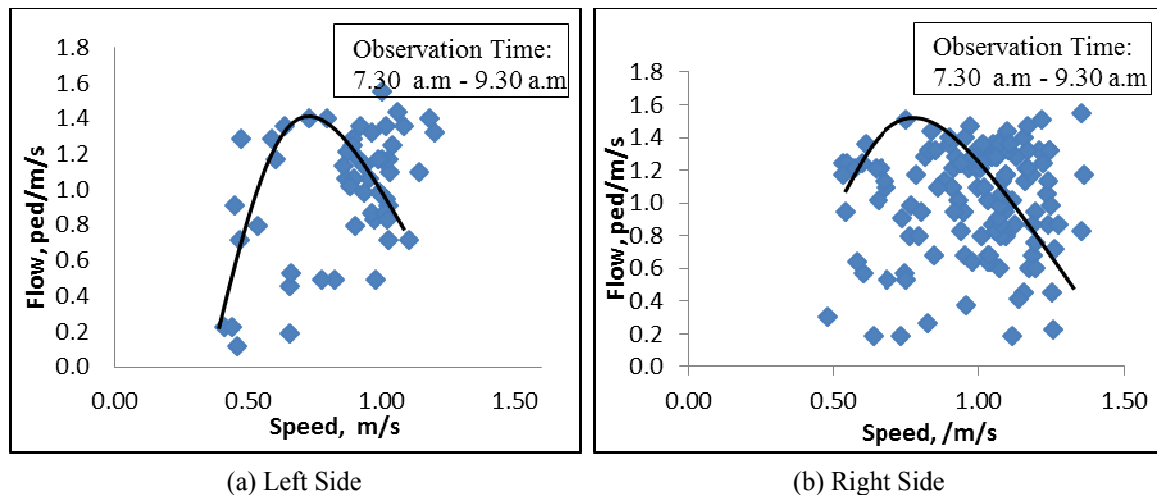 Observation Time:
7.30 a.m - 9.30 a.m
1.8
1.6
1.4
1.2
1.0
0.8
0.6
0.4
0.2
0.0
Flow, ped/m/s
0.00 0.50 1.00 1.50
Speed, m/s
(a) Left Side
Observation Time:
7.30 a.m - 9.30 a.m
1.8
1.6
1.4
1.2
1.0
0.8
0.6
0.4
0.2
0.0
Flow, ped/m/s
0.00 0.50 1.00 1.50
Speed, /m/s
(b) Right Side